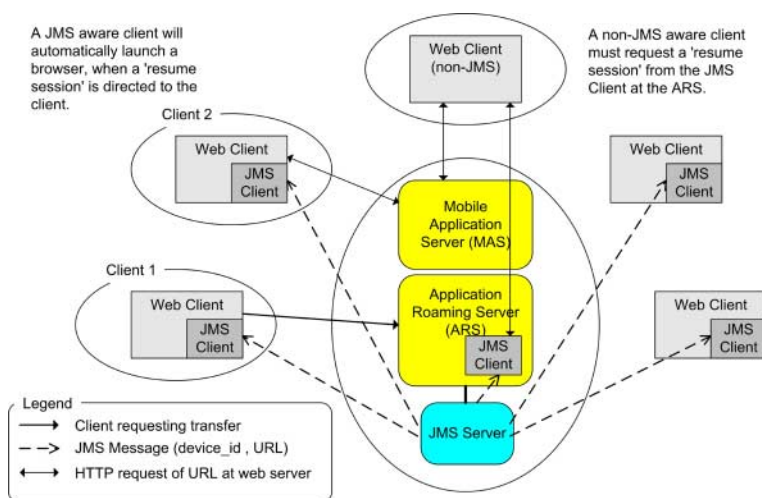 A JMS aware client will
automatically launch a
browser, when a 'resume
session' is directed to the
client.
Web Client
(non-JMS)
A non-JMS aware client
must request a 'resume
session' from the JMS
Client at the ARS.
Client 2
Web Client
JMS
Client
Web Client
JMS
Client
Mobile
Application
Server (MAS)
Client 1
Web Client
JMS
Client
Application
Roaming Server
(ARS)
JMS
Client
Web Client
JMS
Client
JMS Server
Legend
Client requesting transfer
JMS Message (device_id , URL)
HTTP request of URL at web server